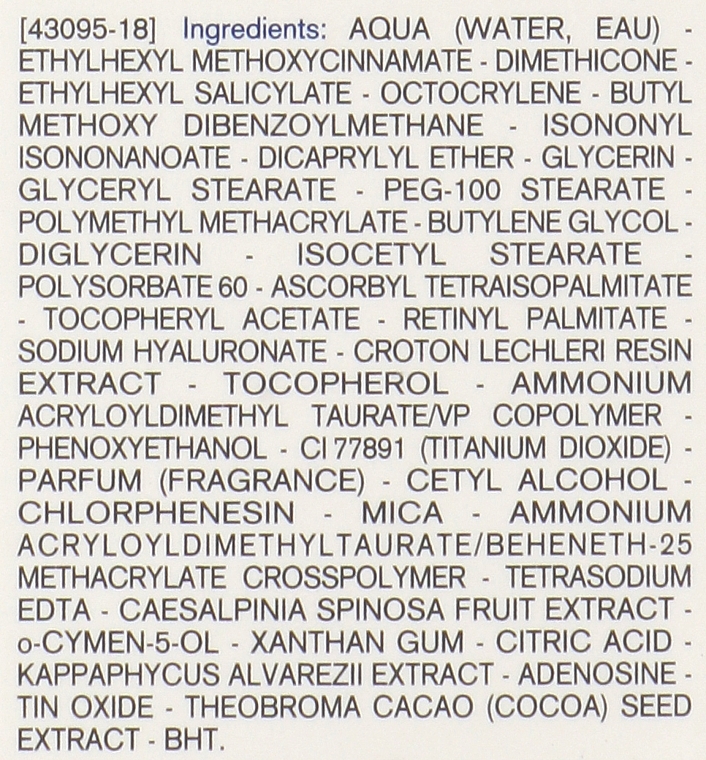 [43095-18] Ingredients: AQUA (WATER, EAU) -
ETHYLHEXYL METHOXYCINNAMATE - DIMETHICONE -
ETHYLHEXYL SALICYLATE - OCTOCRYLENE - BUTYL
METHOXY DIBENZOYLMETHANE - ISONONYL
ISONONANOATE - DICAPRYLYL ETHER - GLYCERIN -
GLYCERYL STEARATE - PEG-100 STEARATE -
POLYMETHYL METHACRYLATE - BUTYLENE GLYCOL -
DIGLYCERIN - ISOCETYL STEARATE -
POLYSORBATE 60 - ASCORBYL TETRAISOPALMITATE
- TOCOPHERYL ACETATE - RETINYL PALMITATE -
SODIUM HYALURONATE - CROTON LECHLERI RESIN
EXTRACT - TOCOPHEROL - AMMONIUM
ACRYLOYLDIMETHYL TAURATE/VP COPOLYMER -
PHENOXYETHANOL - CI 77891 (TITANIUM DIOXIDE) -
PARFUM (FRAGRANCE) - CETYL ALCOHOL -
CHLORPHENESIN - MICA - AMMONIUM
ACRYLOYLDIMETHYLTAURATE/BEHENETH-25
METHACRYLATE CROSSPOLYMER - TETRASODIUM
EDTA - CAESALPINIA SPINOSA FRUIT EXTRACT -
o-CYMEN-5-OL - XANTHAN GUM - CITRIC ACID -
KAPPAPHYCUS ALVAREZII EXTRACT - ADENOSINE -
TIN OXIDE - THEOBROMA CACAO (COCOA) SEED
EXTRACT - BHT.